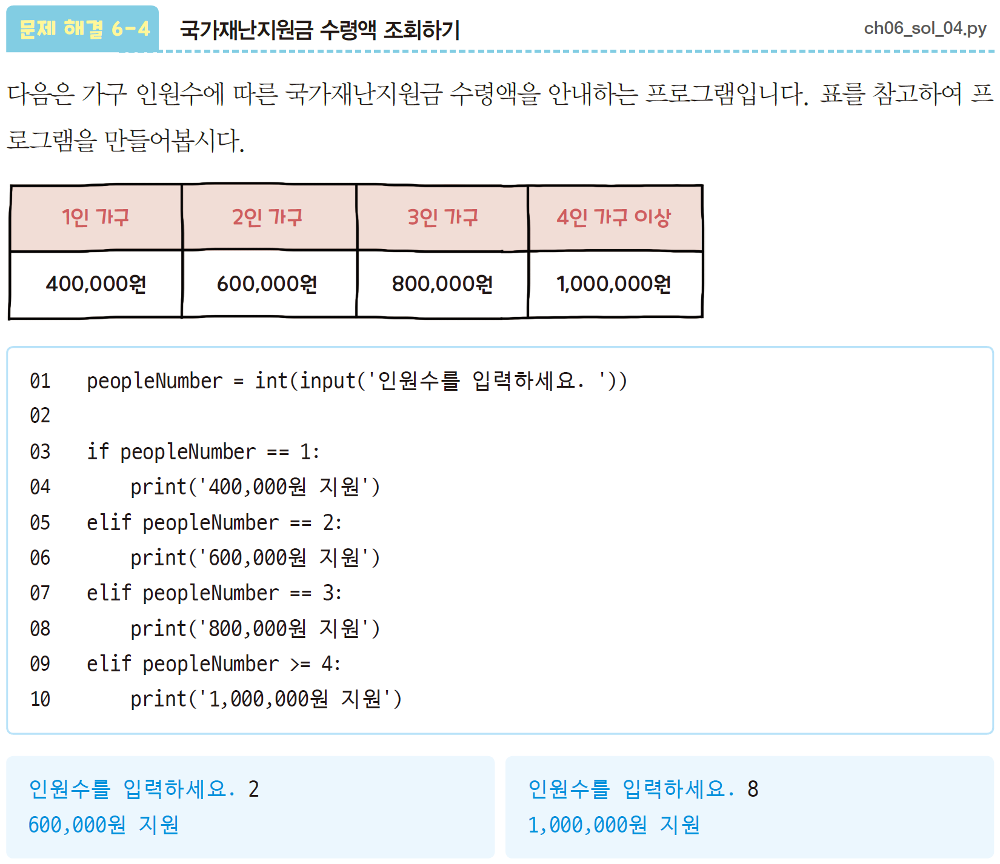 문제 해결 6-4 국가재난지원금 수령액 조회하기 ch06_sol_04.py
다음은 가구 인원수에 따른 국가재난지원금 수령액을 안내하는 프로그램입니다. 표를 참고하여 프
로그램을 만들어봅시다.
1인 가구 2인 가구 3인 가구 4인 가구 이상
400,000원 600,000원 800,000원 1,000,000원
01 peopleNumber = int(input('인원수를 입력하세요. '))
02
03 if peopleNumber == 1:
04     print('400,000원 지원')
05 elif peopleNumber == 2:
06     print('600,000원 지원')
07 elif peopleNumber == 3:
08     print('800,000원 지원')
09 elif peopleNumber >= 4:
10     print('1,000,000원 지원')
인원수를 입력하세요. 2
600,000원 지원
인원수를 입력하세요. 8
1,000,000원 지원